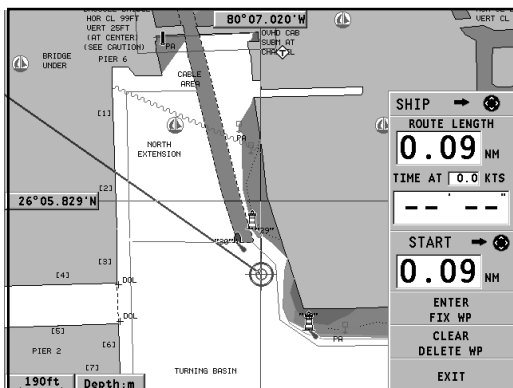 HOR CL 99FT
VERT 25FT
(AT CENTER)
(SEE CAUTION)
PIER 6
PA
BRIDGE
UNDER
80°07.020'W
OVHD CAB
SUBM AT
VERT CL
CABLE
AREA
[1]
NORTH
EXTENSION
PA
[2]
26°05.829'N
"29"
[3]
[4]
DOL
DOL
[5]
[6]
PIER 2
[7]
PA
TURNING BASIN
190ft
Depth:m
SHIP
ROUTE LENGTH
0.09 NM
TIME AT 0.0 KTS
-- ' --"
START
0.09 NM
ENTER
FIX WP
CLEAR
DELETE WP
EXIT